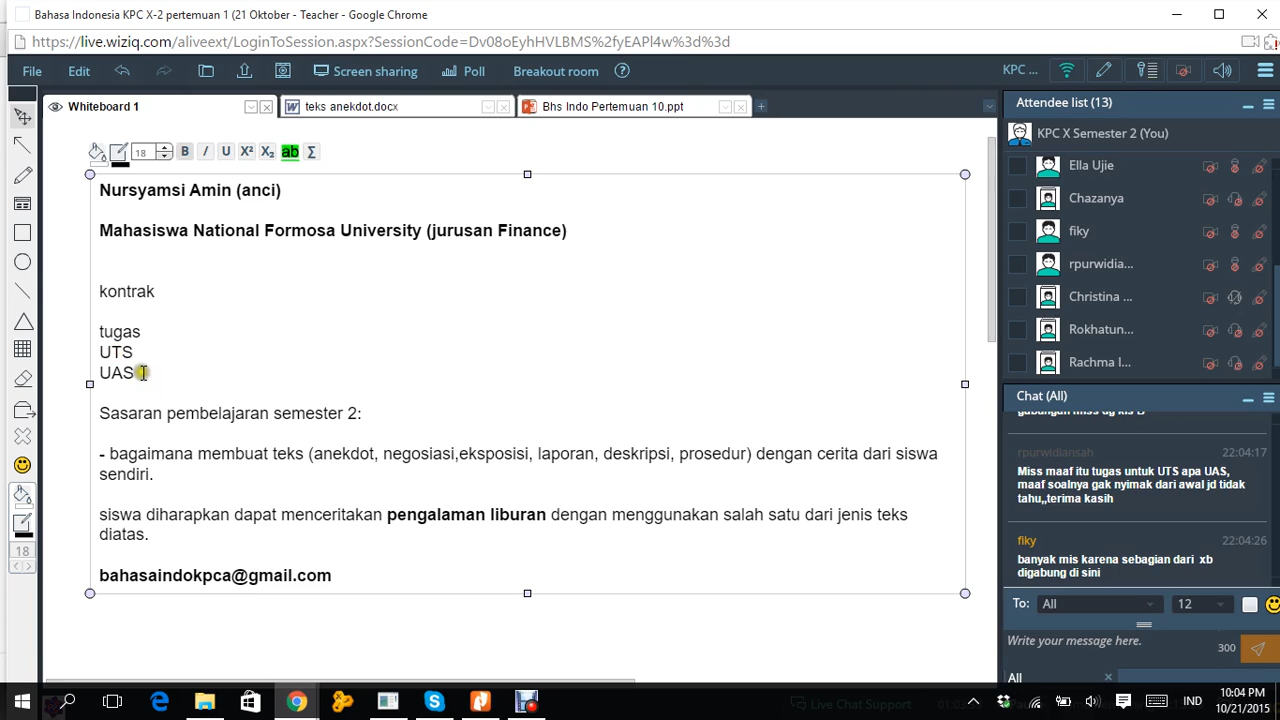 Bahasa Indonesia KPC X-2 pertemuan 1 (21 Oktober - Teacher - Google Chrome
https://live.wiziq.com/aliveext/LoginToSession.aspx?SessionCode=Dv08oEyhHVLBMS%2fyEAPl4w%3d%3d
File Edit Screen sharing Poll Breakout room KPC ...
Whiteboard 1 teks anekdot.docx Bhs Indo Pertemuan 10.ppt
18 B I U X² X₂ ab Σ
Nursyamsi Amin (anci)
Mahasiswa National Formosa University (jurusan Finance)
kontrak
tugas
UTS
UAS
Sasaran pembelajaran semester 2:
- bagaimana membuat teks (anekdot, negosiasi,eksposisi, laporan, deskripsi, prosedur) dengan cerita dari siswa
sendiri.
siswa diharapkan dapat menceritakan pengalaman liburan dengan menggunakan salah satu dari jenis teks
diatas.
bahasaindokpca@gmail.com
18
Attendee list (13)
KPC X Semester 2 (You)
Ella Ujie
Chazanya
fiky
rpurwidia...
Christina ...
Rokhatun...
Rachma I...
Chat (All)
rpurwidiansah 22:04:17
Miss maaf itu tugas untuk UTS apa UAS,
maaf soalnya gak nyimak dari awal jd tidak
tahu,,terima kasih
fiky 22:04:26
banyak mis karena sebagian dari xb
digabung di sini
To: All 12
Write your message here. 300
All
Live Chat Support
IND
10:04 PM
10/21/2015